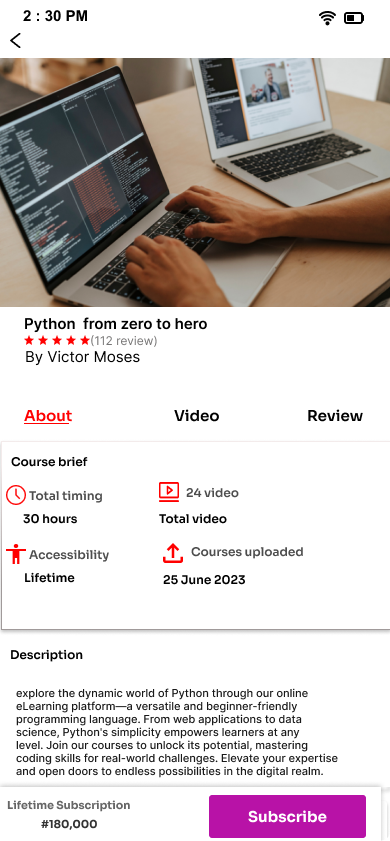 2 : 30 PM
Python from zero to hero
(112 review)
By Victor Moses
About Video Review
Course brief
Total timing 24 video
30 hours Total video
Accessibility Courses uploaded
Lifetime 25 June 2023
Description
explore the dynamic world of Python through our online
eLearning platform—a versatile and beginner-friendly
programming language. From web applications to data
science, Python's simplicity empowers learners at any
level. Join our courses to unlock its potential, mastering
coding skills for real-world challenges. Elevate your expertise
and open doors to endless possibilities in the digital realm.
Lifetime Subscription
#180,000
Subscribe